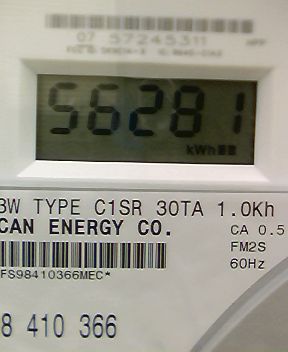 07 57245311
56281
kWh
3W TYPE C1SR 30TA 1.0Kh
CAN ENERGY CO.
CA 0.5
FM2S
60Hz
FS98410366MEC*
8 410 366